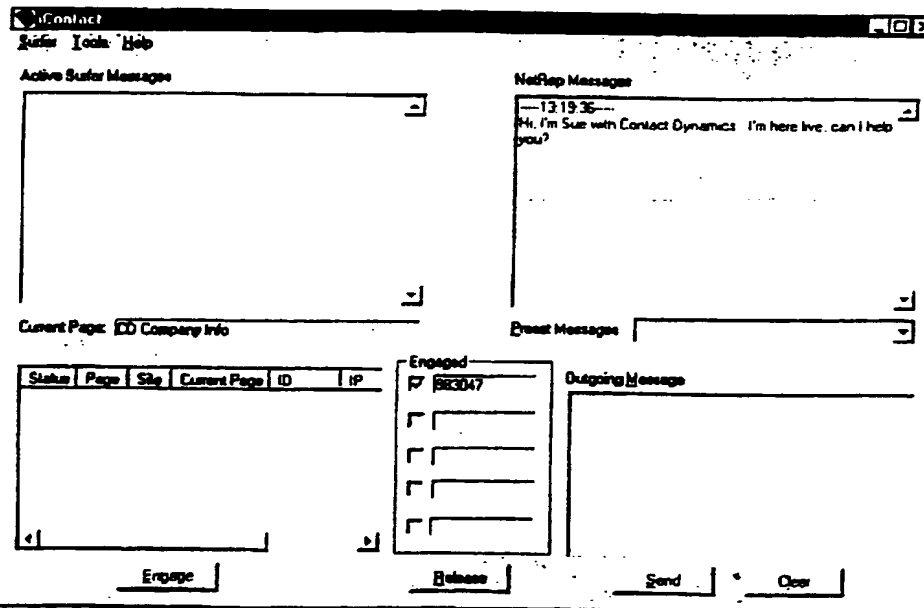 iContact
Surfer Tools Help
Active Surfer Messages
NetRep Messages
----13:19:36----
Hi, I'm Sue with Contact Dynamics. I'm here live, can I help
you?
Current Page: CD Company Info
Preset Messages
Status Page Site Current Page ID IP
Engaged
683047
Outgoing Message
Engage
Release
Send
Clear